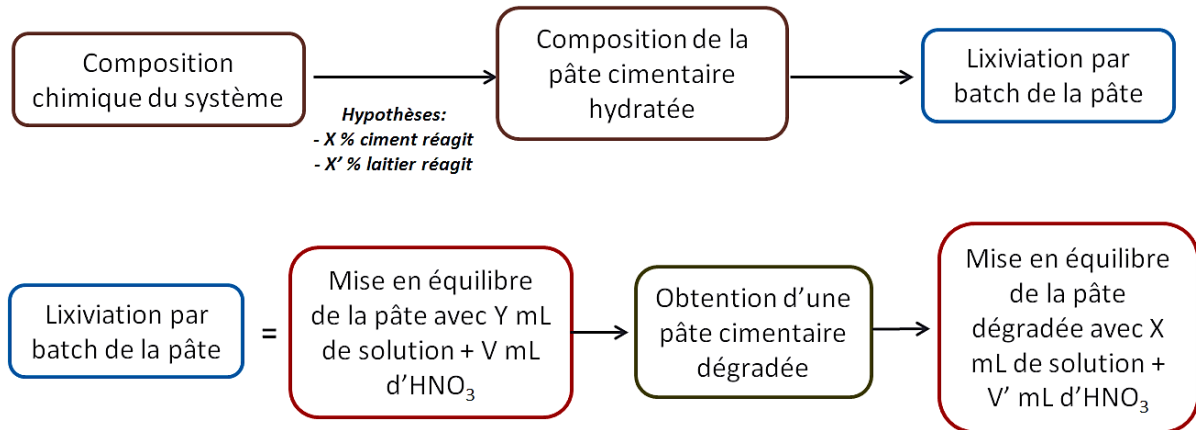 Composition
chimique du système
Hypothèses:
- X % ciment réagit
- X' % laitier réagit
Composition de la
pâte cimentaire
hydratée
Lixiviation par
batch de la pâte
Lixiviation par
batch de la pâte
=
Mise en équilibre
de la pâte avec Y mL
de solution + V mL
d'HNO₃
Obtention d'une
pâte cimentaire
dégradée
Mise en équilibre
de la pâte
dégradée avec X
mL de solution +
V' mL d'HNO₃